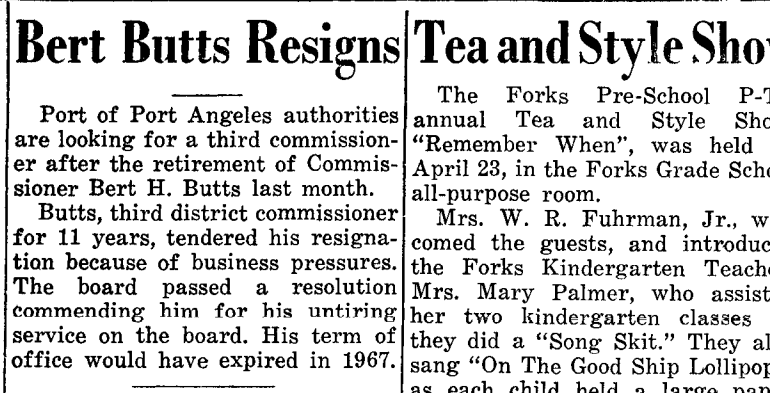 Bert Butts Resigns
Port of Port Angeles authorities
are looking for a third commission-
er after the retirement of Commis-
sioner Bert H. Butts last month.
Butts, third district commissioner
for 11 years, tendered his resigna-
tion because of business pressures.
The board passed a resolution
commending him for his untiring
service on the board. His term of
office would have expired in 1967.
Tea and Style
The Forks Pre-School
annual Tea and Style
"Remember When", was held
April 23, in the Forks Grade
all-purpose room.
Mrs. W. R. Fuhrman, Jr.,
comed the guests, and
the Forks Kindergarten
Mrs. Mary Palmer, who
her two kindergarten classes
they did a "Song Skit." They
sang "On The Good Ship
as each child held a large